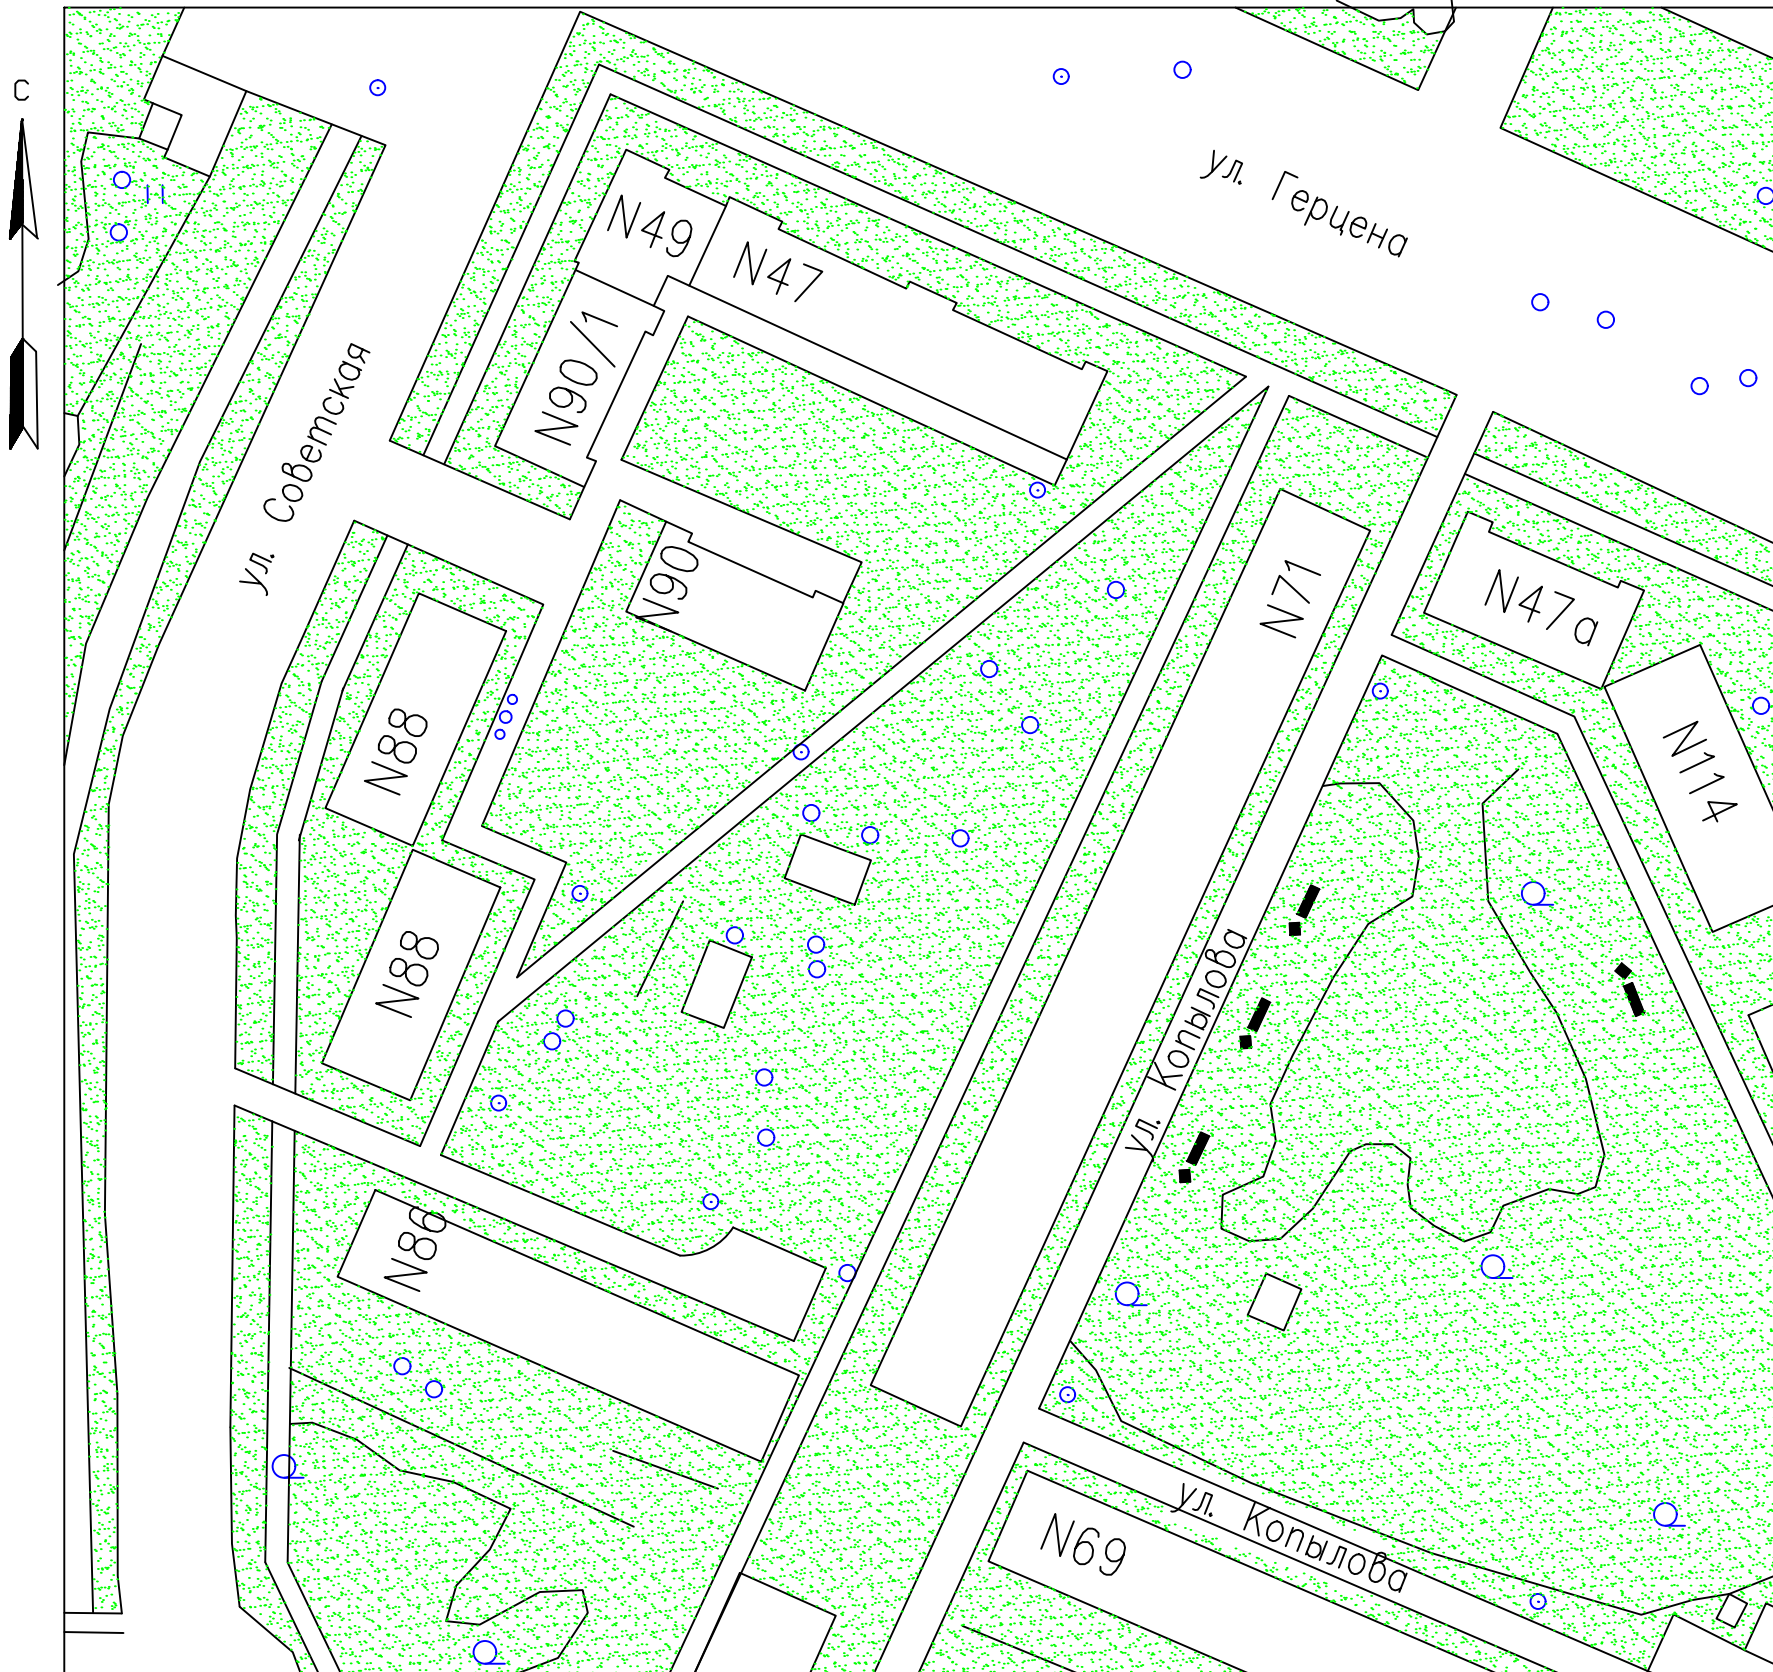 С
ул. Герцена
N49
N47
N90/1
ул. Советская
N90
N71
N47а
N88
N114
N88
ул. Копылова
N86
ул. Копылова
N69